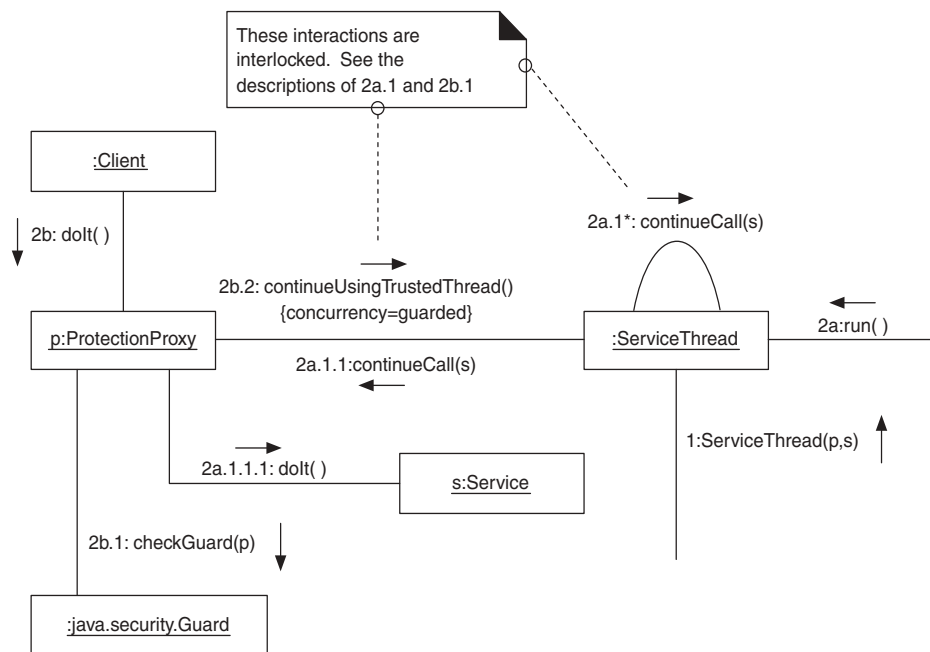 These interactions are
interlocked. See the
descriptions of 2a.1 and 2b.1
:Client
2b: doIt( )
2a.1*: continueCall(s)
2b.2: continueUsingTrustedThread()
{concurrency=guarded}
2a:run( )
p:ProtectionProxy
:ServiceThread
2a.1.1:continueCall(s)
1:ServiceThread(p,s)
2a.1.1.1: doIt( )
s:Service
2b.1: checkGuard(p)
:java.security.Guard